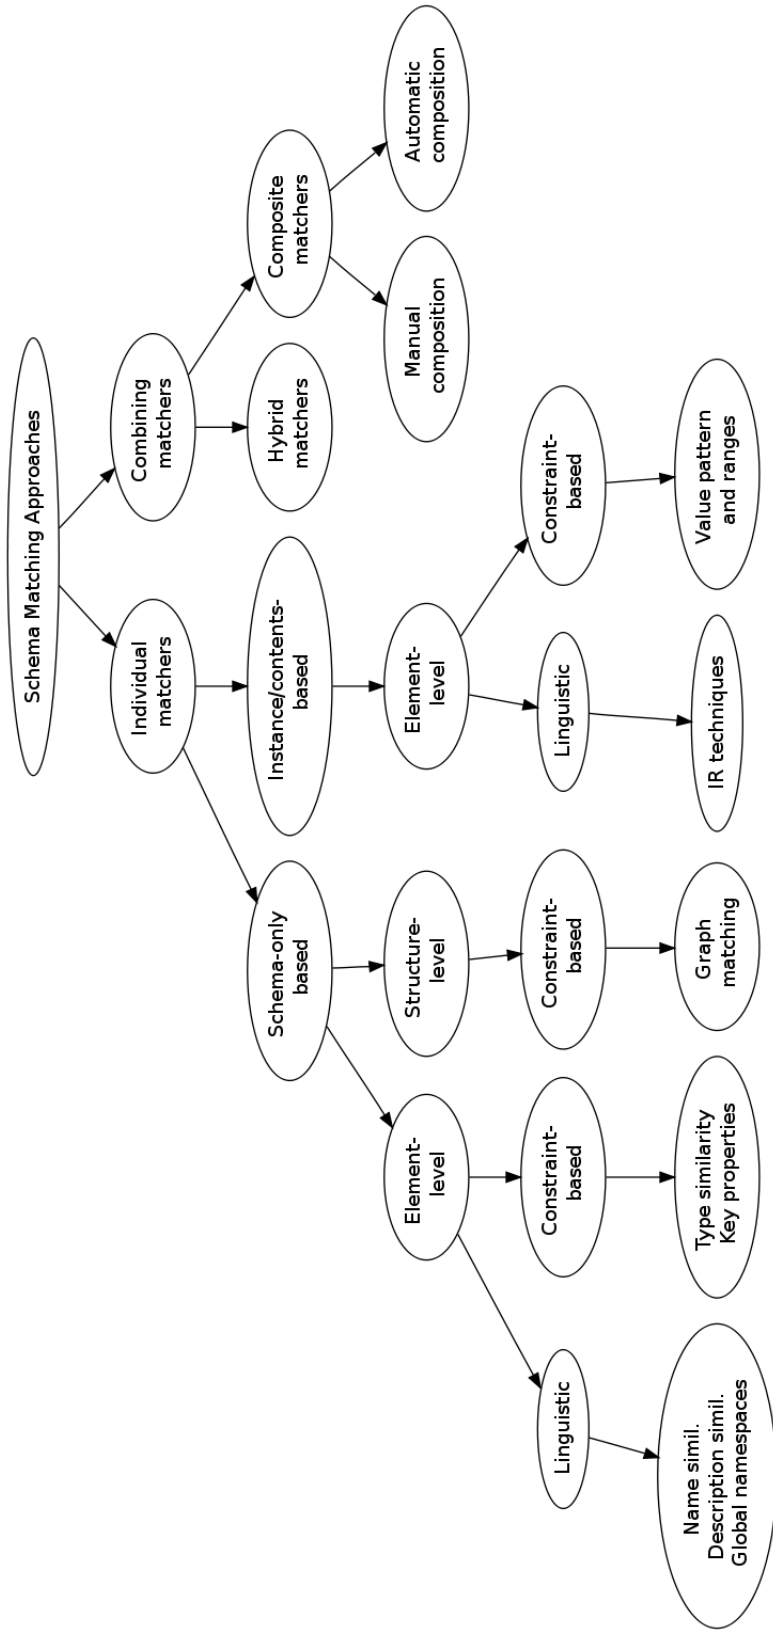 Schema Matching Approaches
Individual
matchers
Combining
matchers
Schema-only
based
Instance/contents-
based
Hybrid
matchers
Composite
matchers
Element-
level
Structure-
level
Element-
level
Manual
composition
Automatic
composition
Linguistic
Constraint-
based
Constraint-
based
Linguistic
Constraint-
based
Name simil.
Description simil.
Global namespaces
Type similarity
Key properties
Graph
matching
IR techniques
Value pattern
and ranges